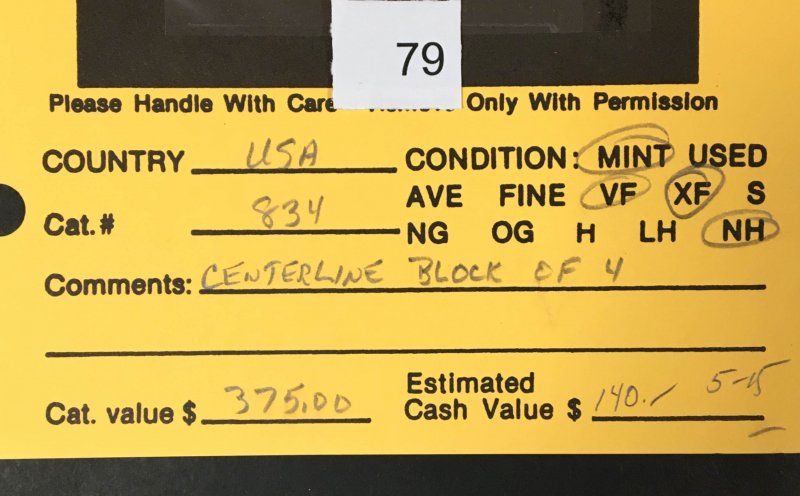 79
Please Handle With Care Only With Permission
COUNTRY USA
CONDITION: MINT USED
AVE FINE VF XF S
Cat.# 834
NG OG H LH NH
Comments: CENTERLINE BLOCK OF 4
Cat. value $ 375.00
Estimated
Cash Value $ 140./ 5-15